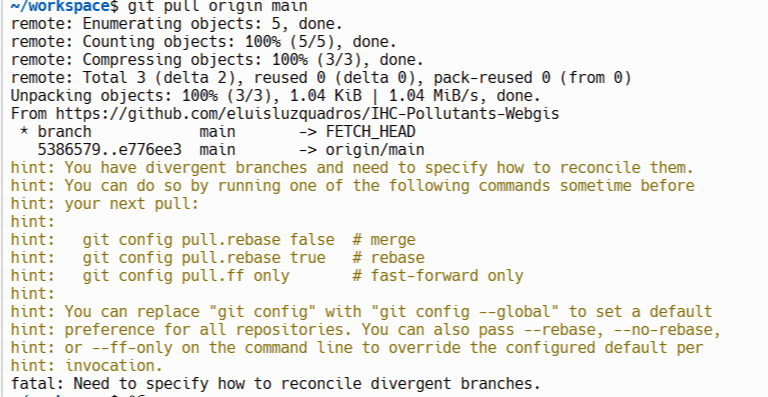 ~/workspace$ git pull origin main
remote: Enumerating objects: 5, done.
remote: Counting objects: 100% (5/5), done.
remote: Compressing objects: 100% (3/3), done.
remote: Total 3 (delta 2), reused 0 (delta 0), pack-reused 0 (from 0)
Unpacking objects: 100% (3/3), 1.04 KiB | 1.04 MiB/s, done.
From https://github.com/eluisluzquadros/IHC-Pollutants-Webgis
 * branch            main       -> FETCH_HEAD
   5386579..e776ee3  main       -> origin/main
hint: You have divergent branches and need to specify how to reconcile them.
hint: You can do so by running one of the following commands sometime before
hint: your next pull:
hint:
hint:   git config pull.rebase false  # merge
hint:   git config pull.rebase true   # rebase
hint:   git config pull.ff only       # fast-forward only
hint:
hint: You can replace "git config" with "git config --global" to set a default
hint: preference for all repositories. You can also pass --rebase, --no-rebase,
hint: or --ff-only on the command line to override the configured default per
hint: invocation.
fatal: Need to specify how to reconcile divergent branches.